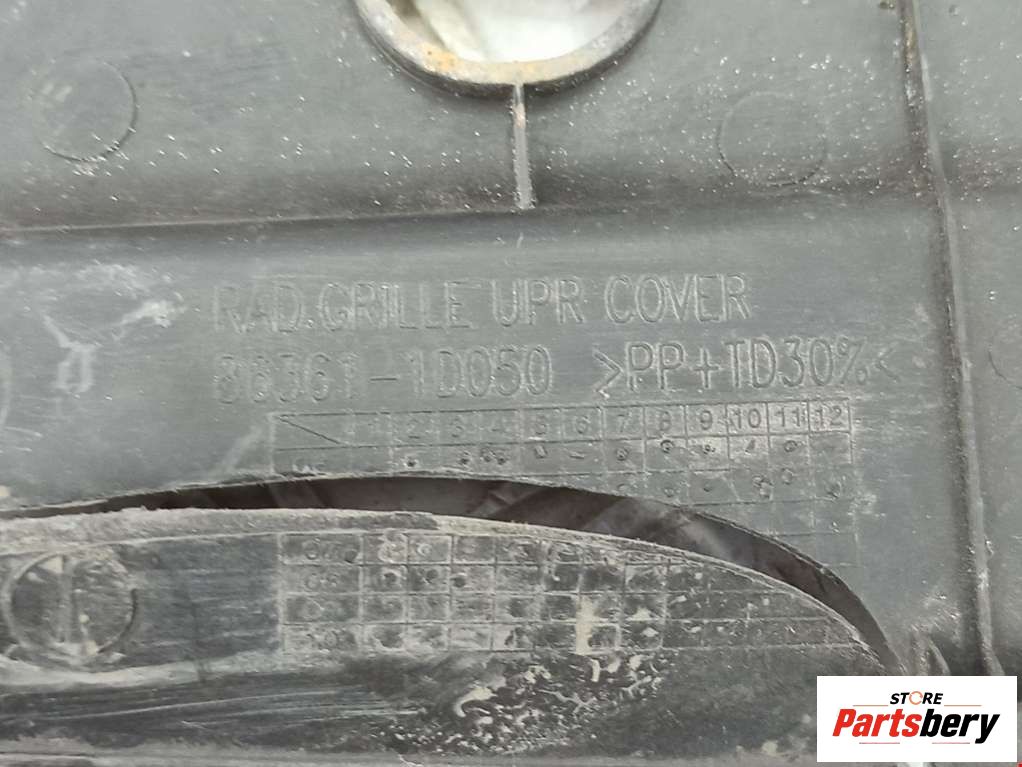 RAD.GRILLE UPR COVER
86361-1D050 >PP+TD30%<
1 2 3 4 5 6 7 8 9 10 11 12
STORE
Partsbery